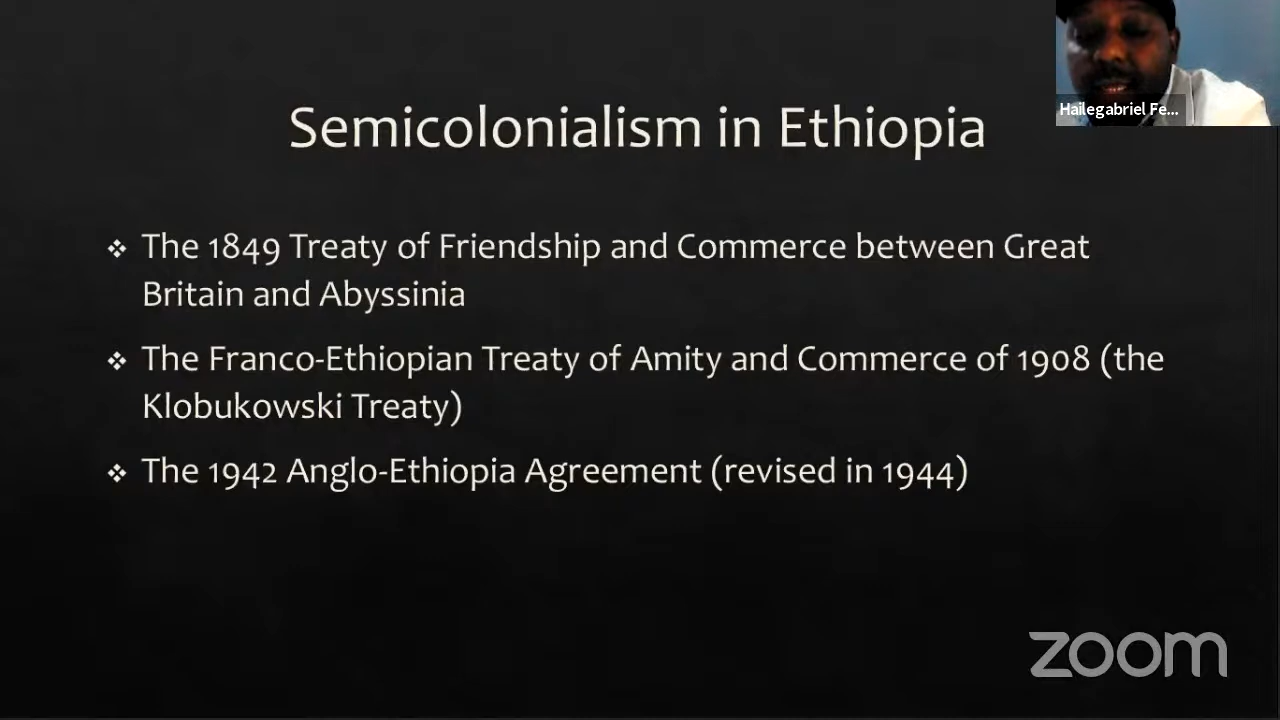 Hailegabriel Fe...
Semicolonialism in Ethiopia
❖ The 1849 Treaty of Friendship and Commerce between Great
Britain and Abyssinia
❖ The Franco-Ethiopian Treaty of Amity and Commerce of 1908 (the
Klobukowski Treaty)
❖ The 1942 Anglo-Ethiopia Agreement (revised in 1944)
zoom